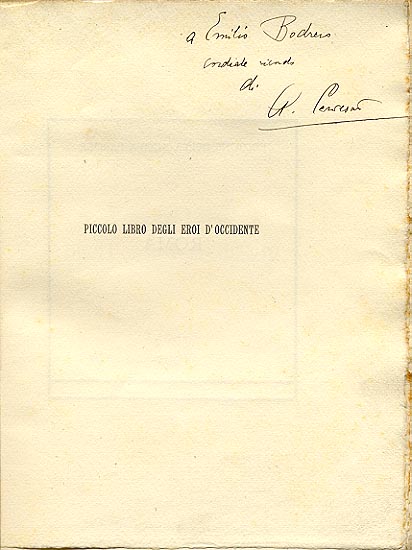 a Emilio Bodrero
cordiale ricordo
di
PICCOLO LIBRO DEGLI EROI D'OCCIDENTE